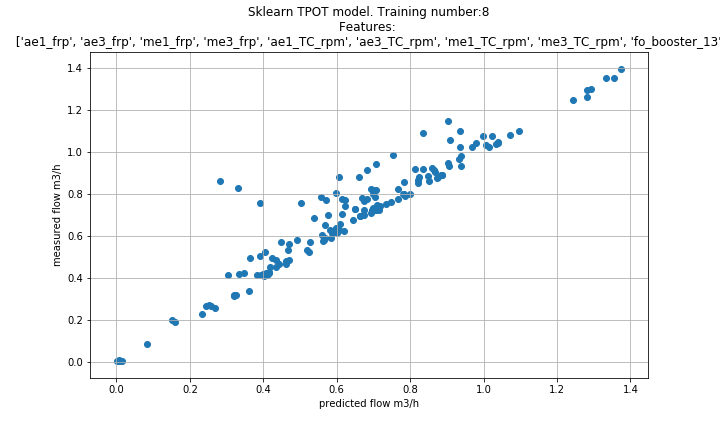 Sklearn TPOT model. Training number:8
Features:
['ae1_frp', 'ae3_frp', 'me1_frp', 'me3_frp', 'ae1_TC_rpm', 'ae3_TC_rpm', 'me1_TC_rpm', 'me3_TC_rpm', 'fo_booster_13'
1.4
1.2
1.0
0.8
0.6
0.4
0.2
0.0
measured flow m3/h
0.0 0.2 0.4 0.6 0.8 1.0 1.2 1.4
predicted flow m3/h